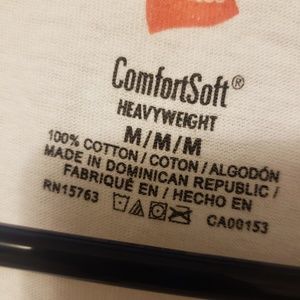 ComfortSoft®
HEAVYWEIGHT
M/M/M
100% COTTON / COTON / ALGODÓN
MADE IN DOMINICAN REPUBLIC /
FABRIQUÉ EN / HECHO EN
RN15763 CA00153